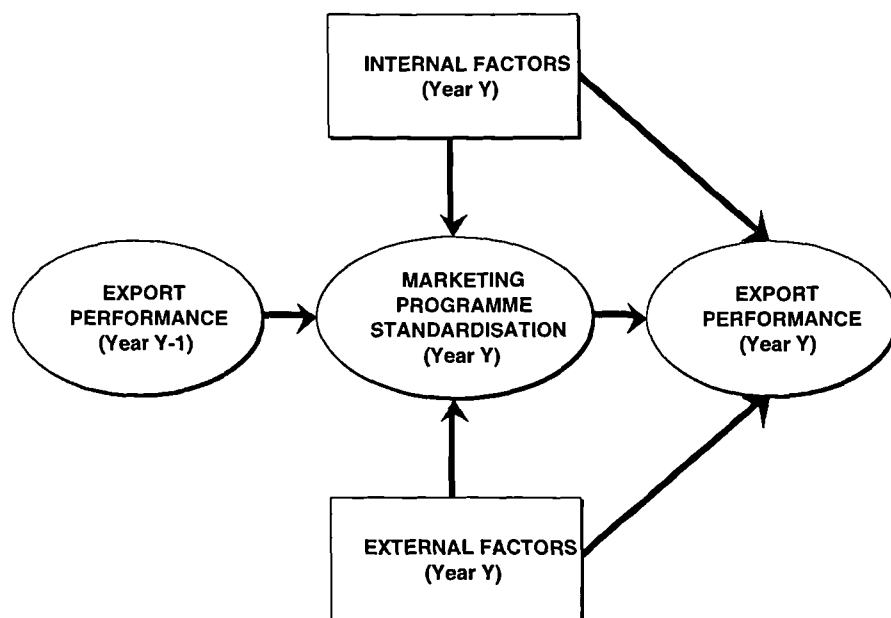 INTERNAL FACTORS
(Year Y)
EXPORT
PERFORMANCE
(Year Y-1)
MARKETING
PROGRAMME
STANDARDISATION
(Year Y)
EXPORT
PERFORMANCE
(Year Y)
EXTERNAL FACTORS
(Year Y)